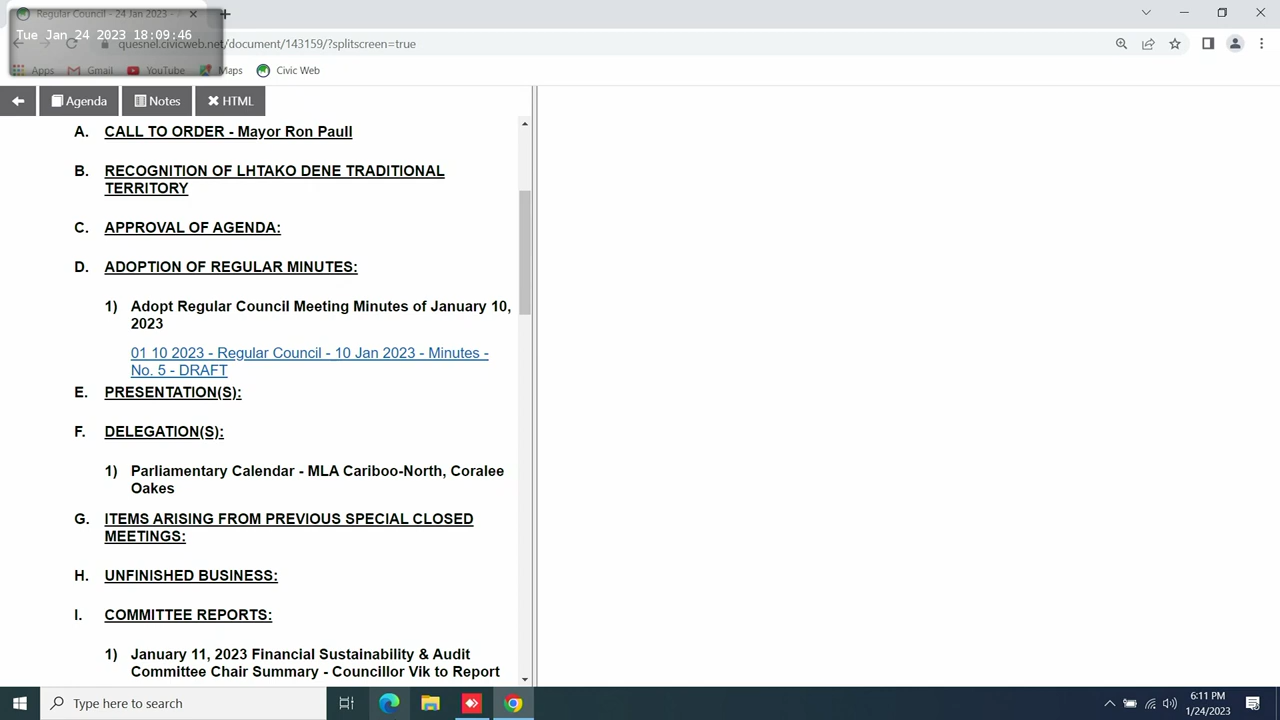 Regular Council - 24 Jan 2023 -
Tue Jan 24 2023 18:09:46
quesnel.civicweb.net/document/143159/?splitscreen=true
Apps Gmail YouTube Maps Civic Web
Agenda Notes HTML
A. CALL TO ORDER - Mayor Ron Paull
B. RECOGNITION OF LHTAKO DENE TRADITIONAL
TERRITORY
C. APPROVAL OF AGENDA:
D. ADOPTION OF REGULAR MINUTES:
1) Adopt Regular Council Meeting Minutes of January 10,
2023
01 10 2023 - Regular Council - 10 Jan 2023 - Minutes -
No. 5 - DRAFT
E. PRESENTATION(S):
F. DELEGATION(S):
1) Parliamentary Calendar - MLA Cariboo-North, Coralee
Oakes
G. ITEMS ARISING FROM PREVIOUS SPECIAL CLOSED
MEETINGS:
H. UNFINISHED BUSINESS:
I. COMMITTEE REPORTS:
1) January 11, 2023 Financial Sustainability & Audit
Committee Chair Summary - Councillor Vik to Report
Type here to search
6:11 PM
1/24/2023